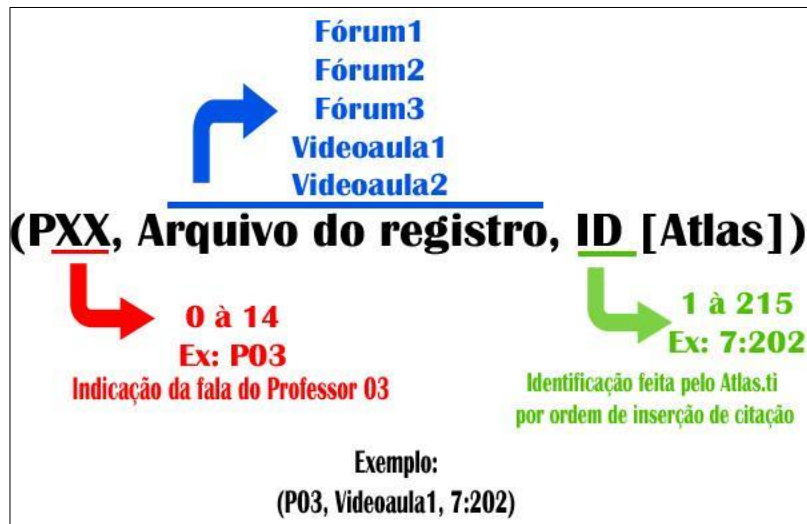 Fórum1
Fórum2
Fórum3
Videoaula1
Videoaula2
(PXX, Arquivo do registro, ID [Atlas])
0 à 14
Ex: P03
Indicação da fala do Professor 03
1 à 215
Ex: 7:202
Identificação feita pelo Atlas.ti
por ordem de inserção de citação
Exemplo:
(P03, Videoaula1, 7:202)